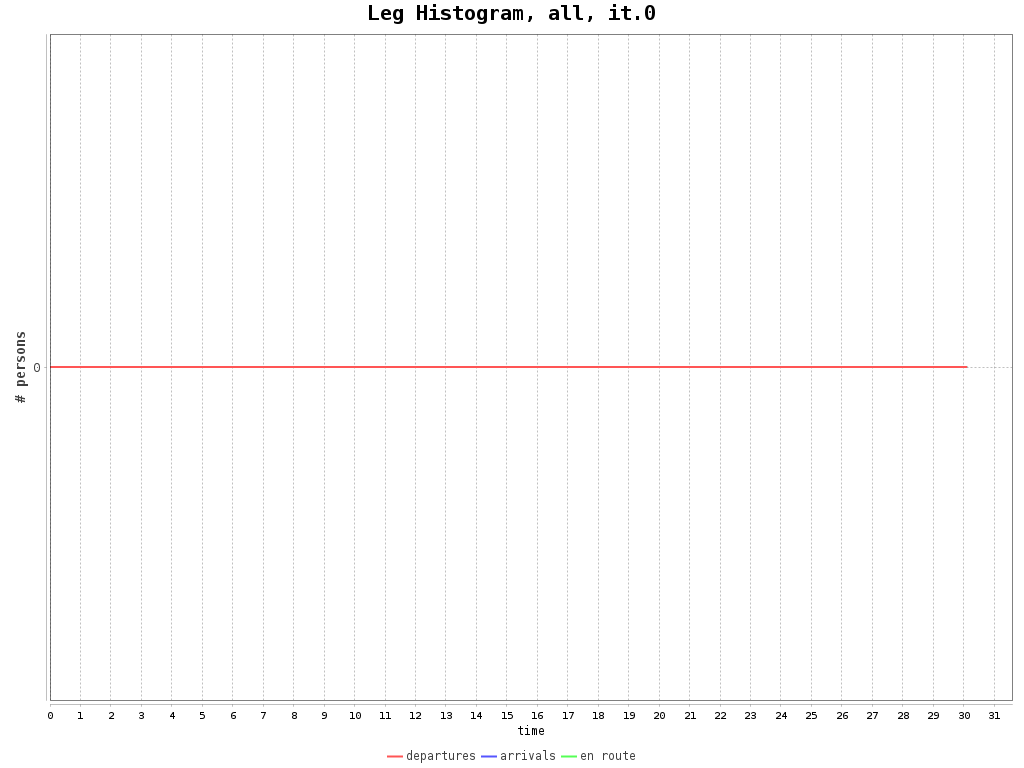 Leg Histogram, all, it.0
# persons
0
0 1 2 3 4 5 6 7 8 9 10 11 12 13 14 15 16 17 18 19 20 21 22 23 24 25 26 27 28 29 30 31
time
departures arrivals en route